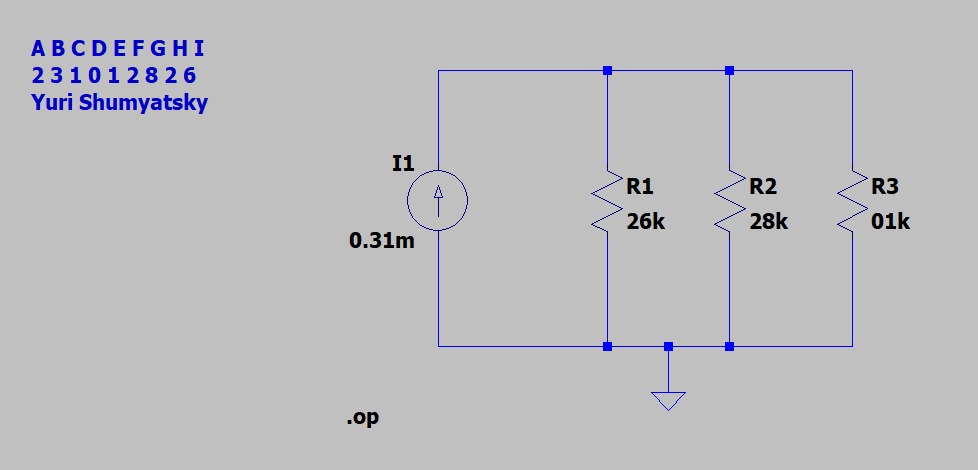 A B C D E F G H I
2 3 1 0 1 2 8 2 6
Yuri Shumyatsky
I1
0.31m
R1
26k
R2
28k
R3
01k
.op